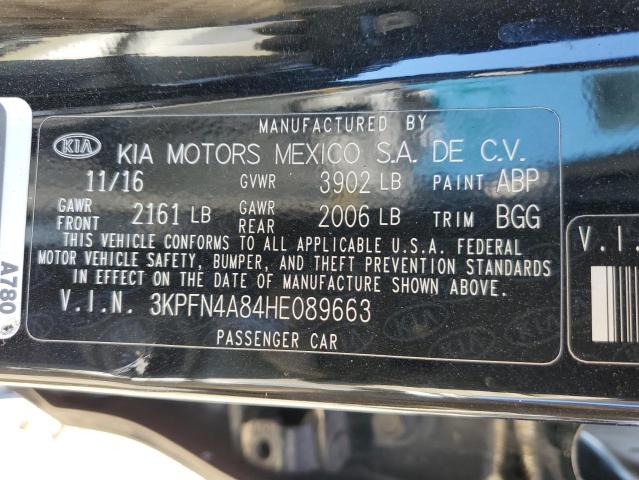 MANUFACTURED BY
KIA KIA MOTORS MEXICO S.A. DE C.V.
11/16 GVWR 3902 LB PAINT ABP
GAWR FRONT 2161 LB GAWR REAR 2006 LB TRIM BGG
THIS VEHICLE CONFORMS TO ALL APPLICABLE U.S.A. FEDERAL
MOTOR VEHICLE SAFETY, BUMPER, AND THEFT PREVENTION STANDARDS
IN EFFECT ON THE DATE OF MANUFACTURE SHOWN ABOVE.
V.I.N. 3KPFN4A84HE089663
PASSENGER CAR
A780
V.I.